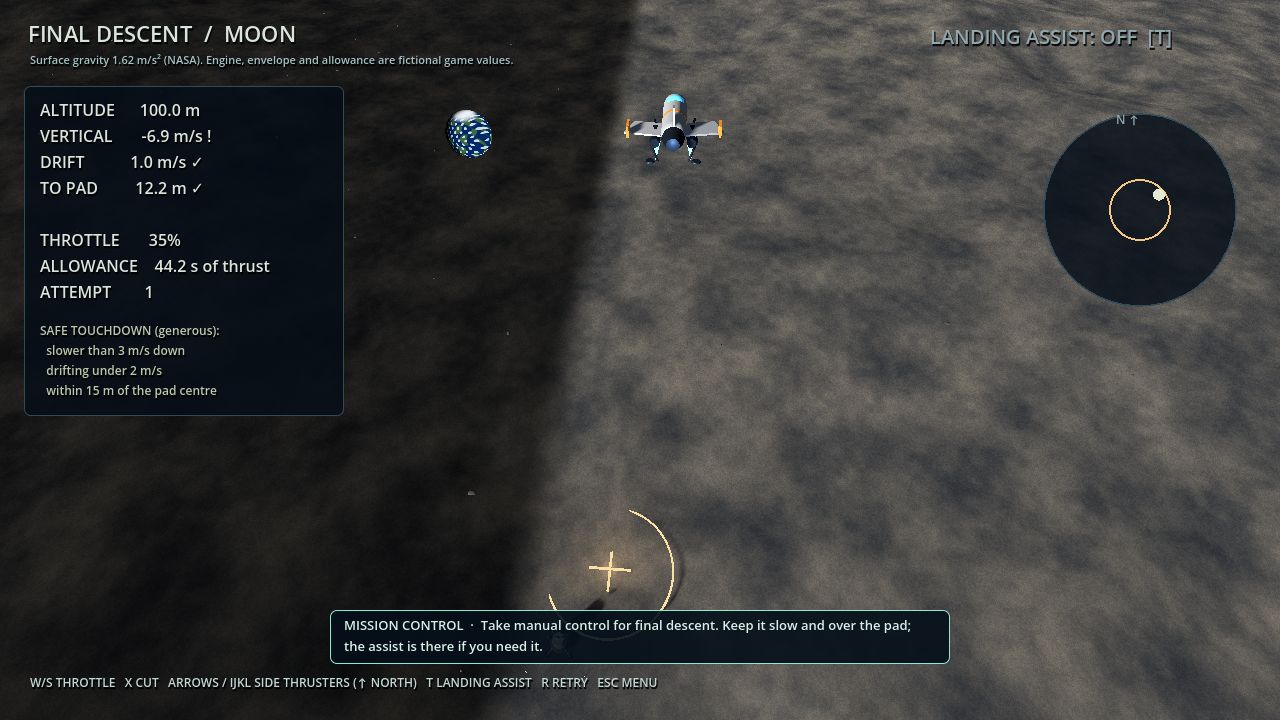 FINAL DESCENT / MOON
Surface gravity 1.62 m/s² (NASA). Engine, envelope and allowance are fictional game values.
LANDING ASSIST: OFF [T]
ALTITUDE 100.0 m
VERTICAL -6.9 m/s !
DRIFT 1.0 m/s ✓
TO PAD 12.2 m ✓
THROTTLE 35%
ALLOWANCE 44.2 s of thrust
ATTEMPT 1
SAFE TOUCHDOWN (generous):
slower than 3 m/s down
drifting under 2 m/s
within 15 m of the pad centre
N ↑
MISSION CONTROL · Take manual control for final descent. Keep it slow and over the pad;
the assist is there if you need it.
W/S THROTTLE X CUT ARROWS / IJKL SIDE THRUSTERS (↑ NORTH) T LANDING ASSIST R RETRY ESC MENU